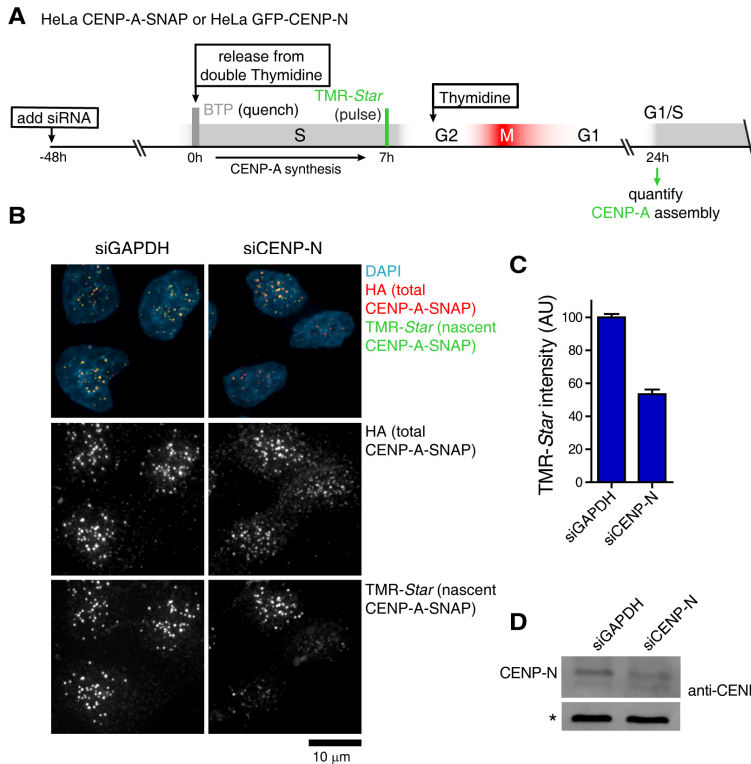 A
HeLa CENP-A-SNAP or HeLa GFP-CENP-N
release from
double Thymidine
add siRNA
BTP (quench)
TMR-Star
(pulse)
Thymidine
S
G2
M
G1
G1/S
-48h
0h
7h
24h
CENP-A synthesis
quantify
CENP-A assembly
B
siGAPDH
siCENP-N
DAPI
HA (total
CENP-A-SNAP)
TMR-Star (nascent
CENP-A-SNAP)
HA (total
CENP-A-SNAP)
TMR-Star (nascent
CENP-A-SNAP)
10 μm
C
TMR-Star intensity (AU)
100
80
60
40
20
0
siGAPDH
siCENP-N
D
siGAPDH
siCENP-N
CENP-N
anti-CEN
*